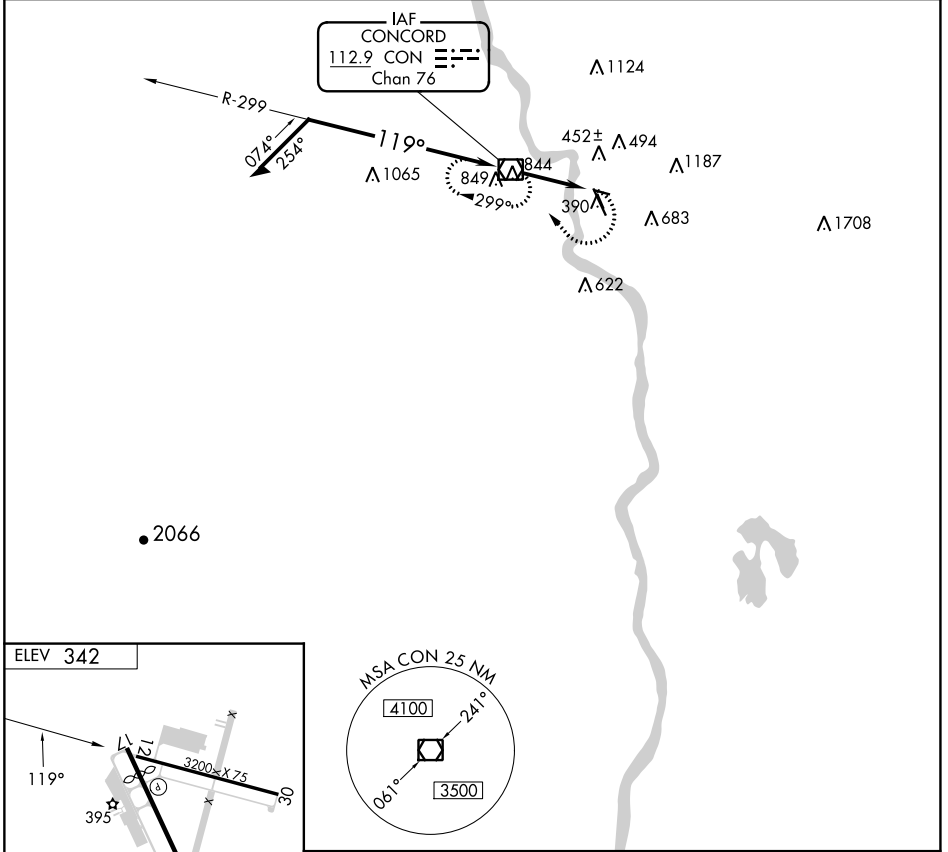 IAF
CONCORD
112.9 CON
Chan 76
1124
R-299
119°
452±
494
074°
254°
1065
849
844
1187
299°
390
683
1708
622
2066
ELEV 342
119°
17
12
3200 X 75
30
P
395
X
X
MSA CON 25 NM
4100
241°
061°
3500